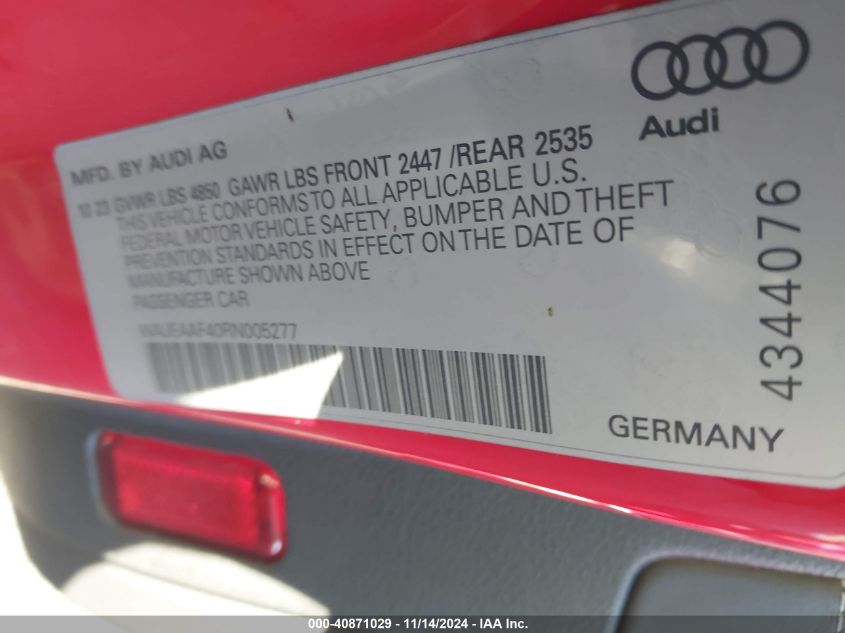 Audi
MFD. BY AUDI AG
10 23 GVWR LBS 4850 GAWR LBS FRONT 2447 /REAR 2535
THIS VEHICLE CONFORMS TO ALL APPLICABLE U.S.
FEDERAL MOTOR VEHICLE SAFETY, BUMPER AND THEFT
PREVENTION STANDARDS IN EFFECT ON THE DATE OF
MANUFACTURE SHOWN ABOVE
PASSENGER CAR
WAUEAAF40RN005277
4344076
GERMANY
000-40871029 - 11/14/2024 - IAA Inc.